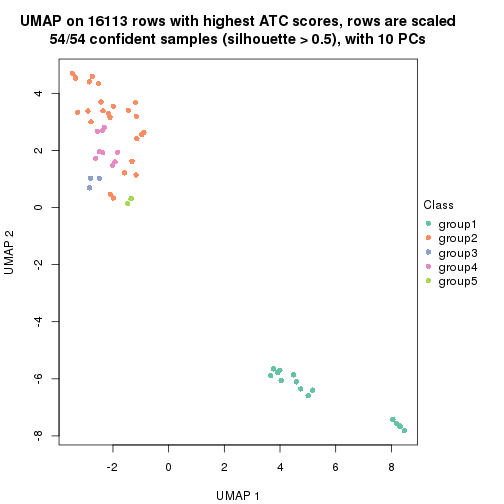 UMAP on 16113 rows with highest ATC scores, rows are scaled
54/54 confident samples (silhouette > 0.5), with 10 PCs
4
2
0
-2
-4
-6
-8
UMAP 2
-2
0
2
4
6
8
UMAP 1
Class
group1
group2
group3
group4
group5